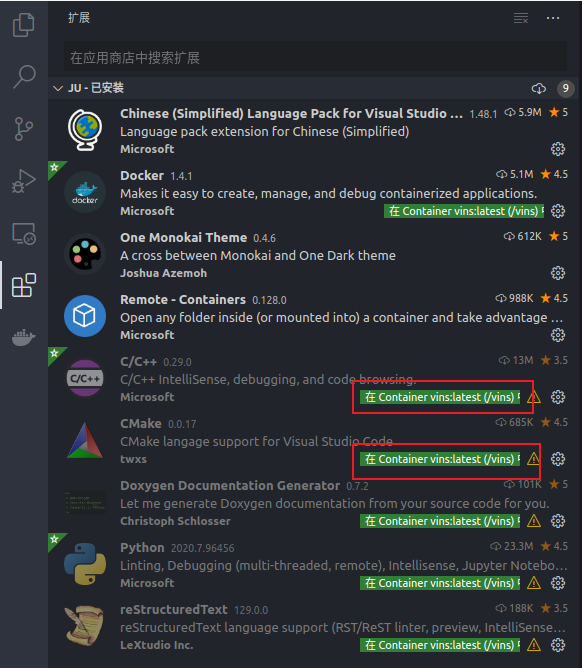 扩展
在应用商店中搜索扩展
JU - 已安装 9
Chinese (Simplified) Language Pack for Visual Studio ... 1.48.1 5.9M 5
Language pack extension for Chinese (Simplified)
Microsoft
Docker 1.4.1 5.1M 4.5
Makes it easy to create, manage, and debug containerized applications.
docker
Microsoft 在 Container vins:latest (/vins)
One Monokai Theme 0.4.6 612K 5
A cross between Monokai and One Dark theme
Joshua Azemoh
Remote - Containers 0.128.0 988K 4.5
Open any folder inside (or mounted into) a container and take advantage ...
Microsoft
C/C++ 0.29.0 13M 3.5
C/C++
C/C++ IntelliSense, debugging, and code browsing.
Microsoft 在 Container vins:latest (/vins)
CMake 0.0.17 685K 4.5
CMake langage support for Visual Studio Code
twxs 在 Container vins:latest (/vins)
Doxygen Documentation Generator 0.7.2 101K 5
Let me generate Doxygen documentation from your source code for you.
Christoph Schlosser 在 Container vins:latest (/vins)
Python 2020.7.96456 23.3M 4.5
Linting, Debugging (multi-threaded, remote), Intellisense, Jupyter Notebo...
Microsoft 在 Container vins:latest (/vins)
reStructuredText 129.0.0 188K 3.5
reStructuredText language support (RST/ReST linter, preview, IntelliSense...
LeXtudio Inc. 在 Container vins:latest (/vins)